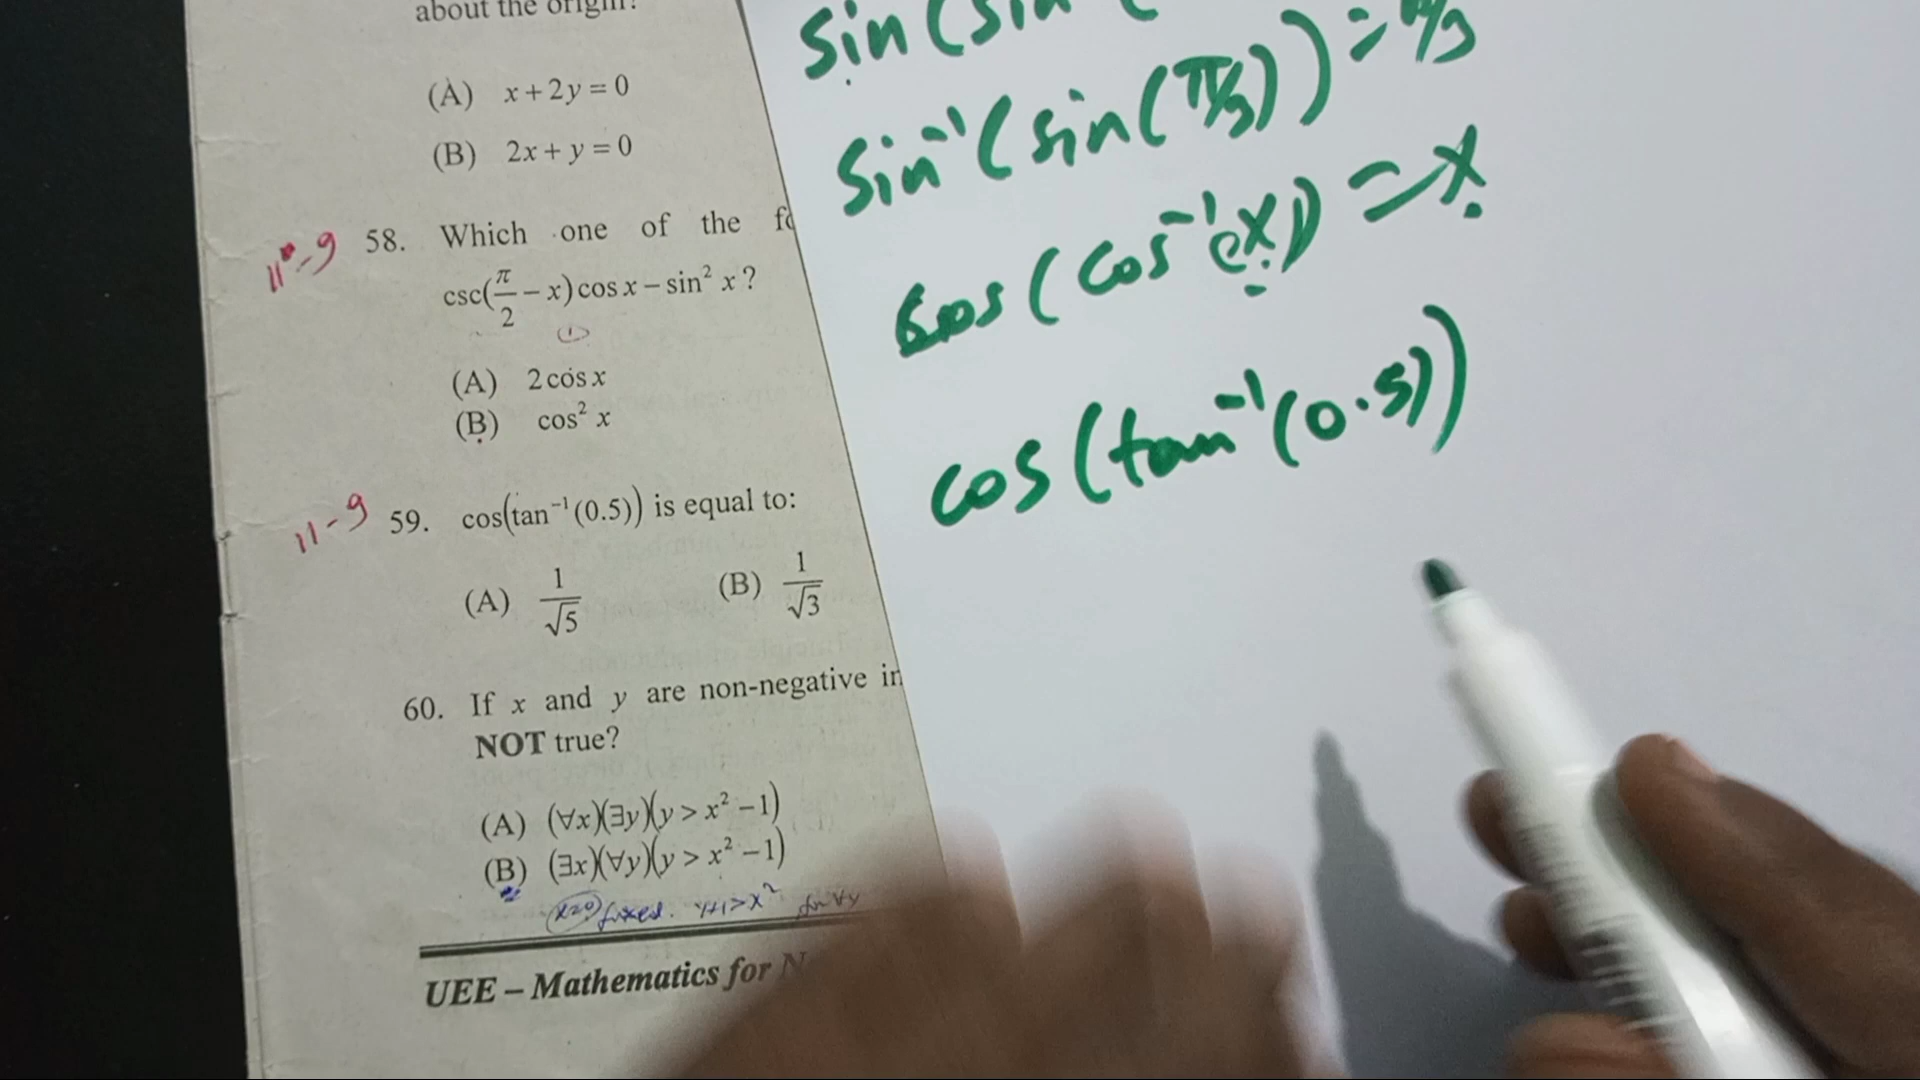 about the origin?
(A) x + 2y = 0
(B) 2x + y = 0
11-9 58. Which one of the
csc(π/2 − x) cos x − sin² x ?
(A) 2 cos x
(B) cos² x
11-9 59. cos(tan⁻¹(0.5)) is equal to:
(A) 1/√5 (B) 1/√3
60. If x and y are non-negative
NOT true?
(A) (∀x)(∃y)(y > x² − 1)
(B) (∃x)(∀y)(y > x² − 1)
x=0 fixed. y+1>x² for ∀y
UEE – Mathematics for
sin(sin⁻¹(
sin⁻¹(sin(π/3)) = π/3
cos(cos⁻¹(x)) = x
cos(tan⁻¹(0.5))